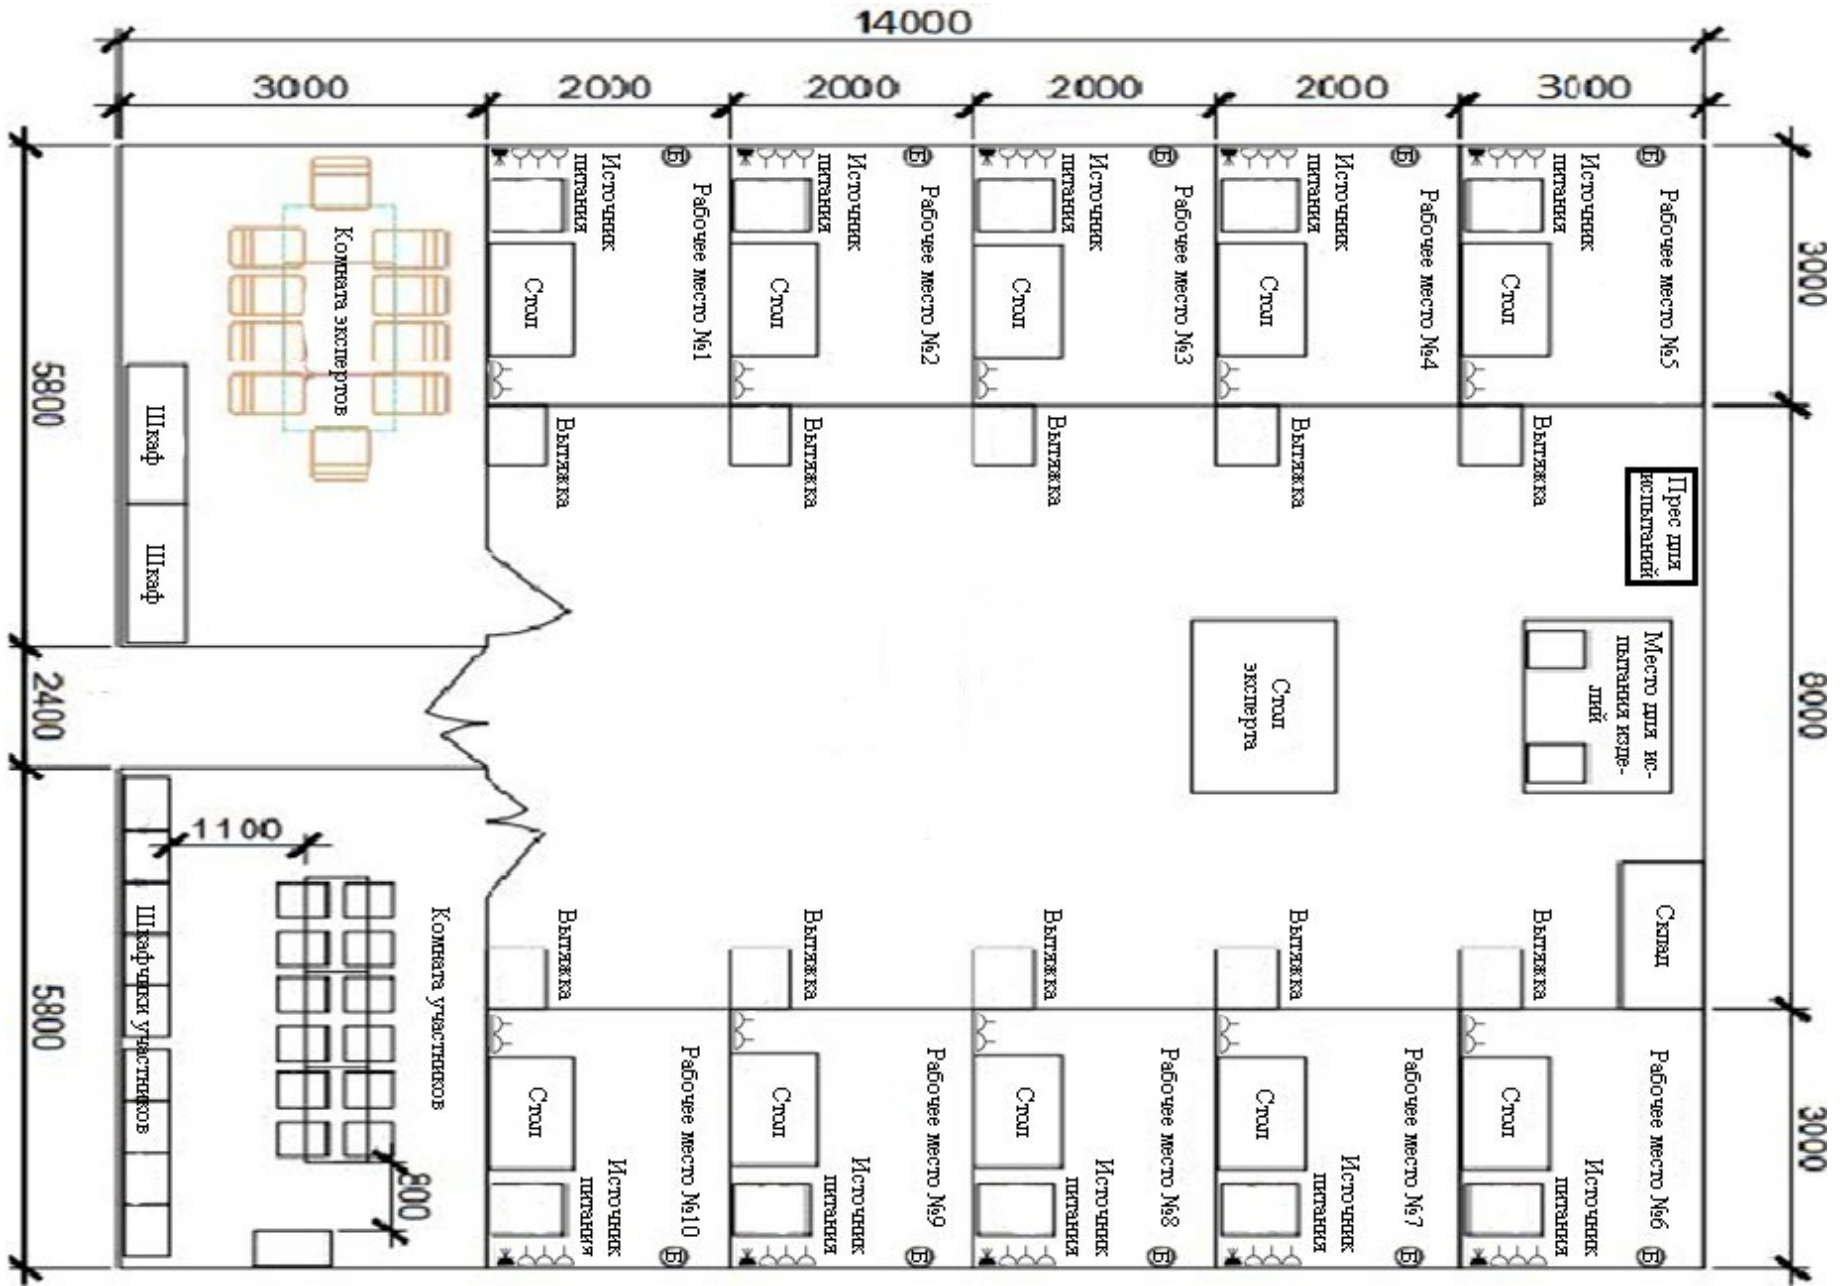 14000
3000
2000
2000
2000
2000
3000
Источник
питания
Б
Рабочее место №1
Стол
Вытяжка
Источник
питания
Б
Рабочее место №2
Стол
Вытяжка
Источник
питания
Б
Рабочее место №3
Стол
Вытяжка
Источник
питания
Б
Рабочее место №4
Стол
Вытяжка
Источник
питания
Б
Рабочее место №5
Стол
Вытяжка
3000
8000
3000
5800
2400
5800
Комната экспертов
Шкаф
Шкаф
Прес для
испытаний
Место для ис-
пытания изде-
лий
Стол
эксперта
Склад
1100
800
Комната участников
Шкафчики участников
Вытяжка
Стол
Рабочее место №10
Источник
питания
Б
Вытяжка
Стол
Рабочее место №9
Источник
питания
Б
Вытяжка
Стол
Рабочее место №8
Источник
питания
Б
Вытяжка
Стол
Рабочее место №7
Источник
питания
Б
Вытяжка
Стол
Рабочее место №6
Источник
питания
Б